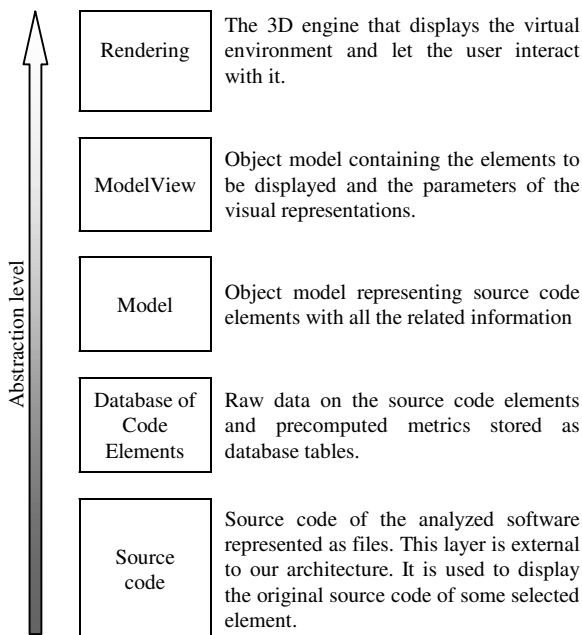 Rendering
The 3D engine that displays the virtual
environment and let the user interact
with it.
ModelView
Object model containing the elements to
be displayed and the parameters of the
visual representations.
Abstraction level
Model
Object model representing source code
elements with all the related information
Database of
Code
Elements
Raw data on the source code elements
and precomputed metrics stored as
database tables.
Source
code
Source code of the analyzed software
represented as files. This layer is external
to our architecture. It is used to display
the original source code of some selected
element.